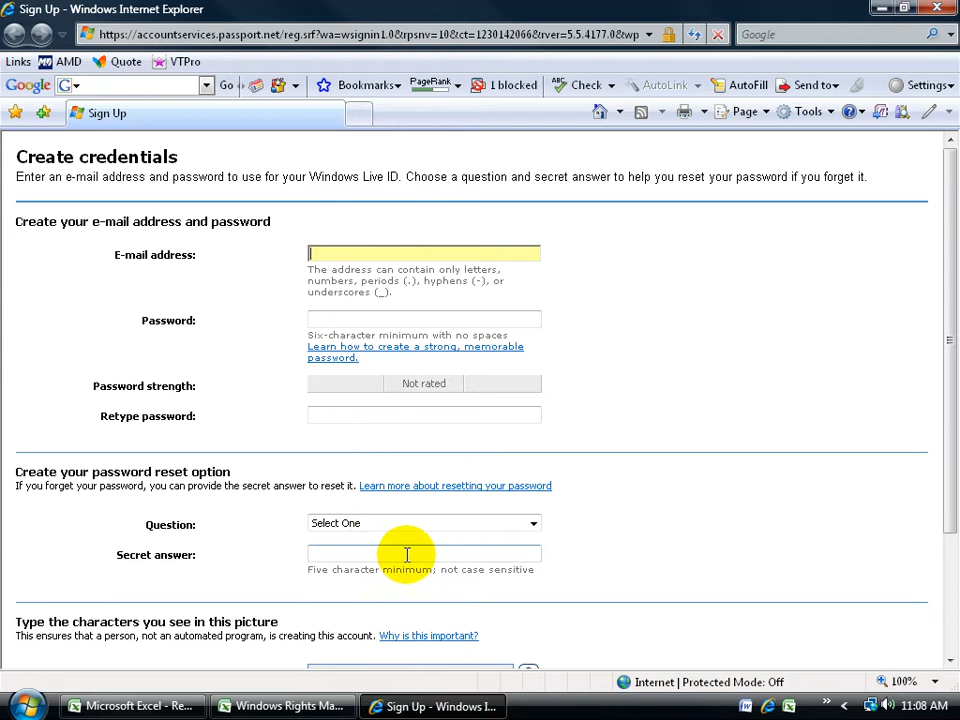 Sign Up - Windows Internet Explorer
https://accountservices.passport.net/reg.srf?wa=wsignin1.0&rpsnv=10&ct=1230142066&rver=5.5.4177.0&wp
Google
Links AMD Quote VTPro
Google G Go Bookmarks PageRank 1 blocked Check AutoLink AutoFill Send to Settings
Sign Up
Page Tools
Create credentials
Enter an e-mail address and password to use for your Windows Live ID. Choose a question and secret answer to help you reset your password if you forget it.
Create your e-mail address and password
E-mail address:
The address can contain only letters,
numbers, periods (.), hyphens (-), or
underscores (_).
Password:
Six-character minimum with no spaces
Learn how to create a strong, memorable
password.
Password strength: Not rated
Retype password:
Create your password reset option
If you forget your password, you can provide the secret answer to reset it. Learn more about resetting your password
Question: Select One
Secret answer:
Five character minimum; not case sensitive
Type the characters you see in this picture
This ensures that a person, not an automated program, is creating this account. Why is this important?
Internet | Protected Mode: Off 100%
Microsoft Excel - Re... Windows Rights Ma... Sign Up - Windows I... 11:08 AM